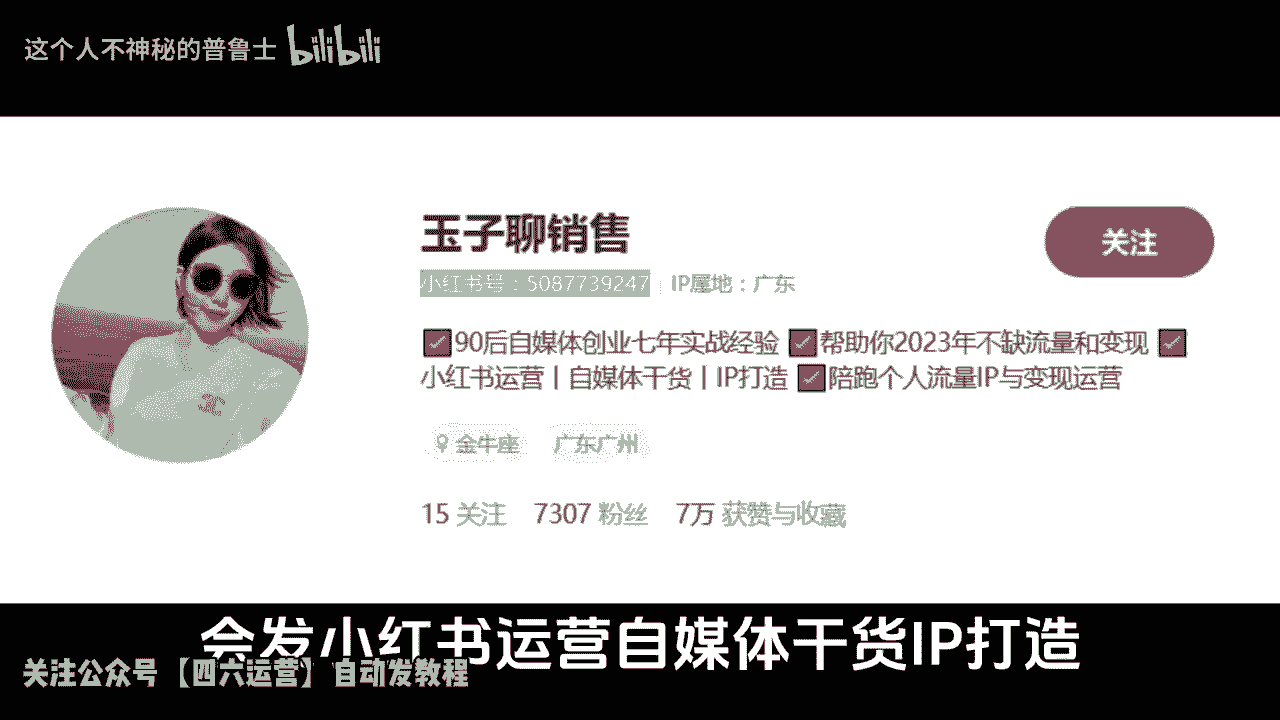 这个人不神秘的普鲁士 bilibili
玉子聊销售
关注
小红书号：5087739247 IP属地：广东
90后自媒体创业七年实战经验 帮助你2023年不缺流量和变现
小红书运营丨自媒体干货丨IP打造 陪跑个人流量IP与变现运营
金牛座 广东广州
15 关注 7307 粉丝 7万 获赞与收藏
会发小红书运营自媒体干货IP打造
关注公众号【四六运营】自动发教程